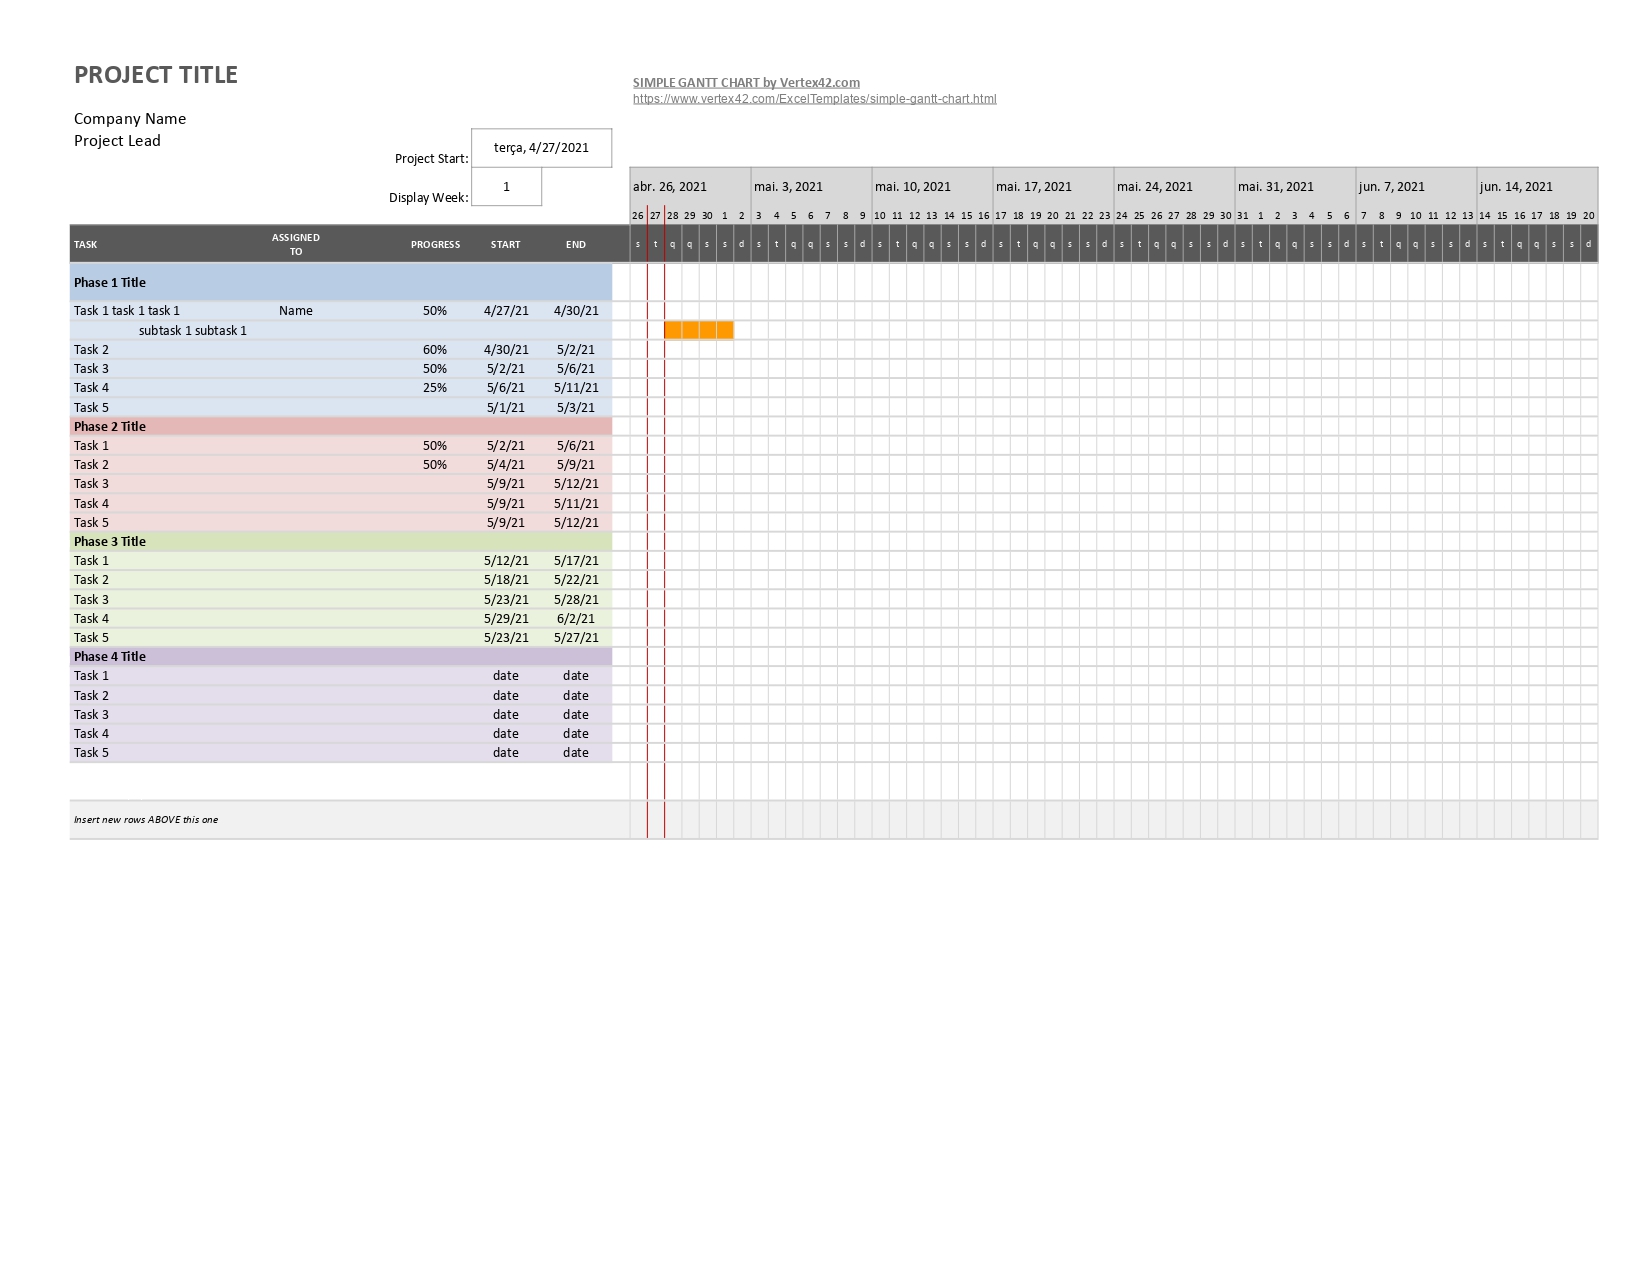 PROJECT TITLE
SIMPLE GANTT CHART by Vertex42.com
https://www.vertex42.com/ExcelTemplates/simple-gantt-chart.html
Company Name
Project Lead
Project Start: terça, 4/27/2021
Display Week: 1
abr. 26, 2021 mai. 3, 2021 mai. 10, 2021 mai. 17, 2021 mai. 24, 2021 mai. 31, 2021 jun. 7, 2021 jun. 14, 2021
26 27 28 29 30 1 2 3 4 5 6 7 8 9 10 11 12 13 14 15 16 17 18 19 20 21 22 23 24 25 26 27 28 29 30 31 1 2 3 4 5 6 7 8 9 10 11 12 13 14 15 16 17 18 19 20
TASK ASSIGNED TO PROGRESS START END s t q q s s d s t q q s s d s t q q s s d s t q q s s d s t q q s s d s t q q s s d s t q q s s d s t q q s s d
Phase 1 Title
Task 1 task 1 task 1 Name 50% 4/27/21 4/30/21
subtask 1 subtask 1
Task 2 60% 4/30/21 5/2/21
Task 3 50% 5/2/21 5/6/21
Task 4 25% 5/6/21 5/11/21
Task 5 5/1/21 5/3/21
Phase 2 Title
Task 1 50% 5/2/21 5/6/21
Task 2 50% 5/4/21 5/9/21
Task 3 5/9/21 5/12/21
Task 4 5/9/21 5/11/21
Task 5 5/9/21 5/12/21
Phase 3 Title
Task 1 5/12/21 5/17/21
Task 2 5/18/21 5/22/21
Task 3 5/23/21 5/28/21
Task 4 5/29/21 6/2/21
Task 5 5/23/21 5/27/21
Phase 4 Title
Task 1 date date
Task 2 date date
Task 3 date date
Task 4 date date
Task 5 date date
Insert new rows ABOVE this one